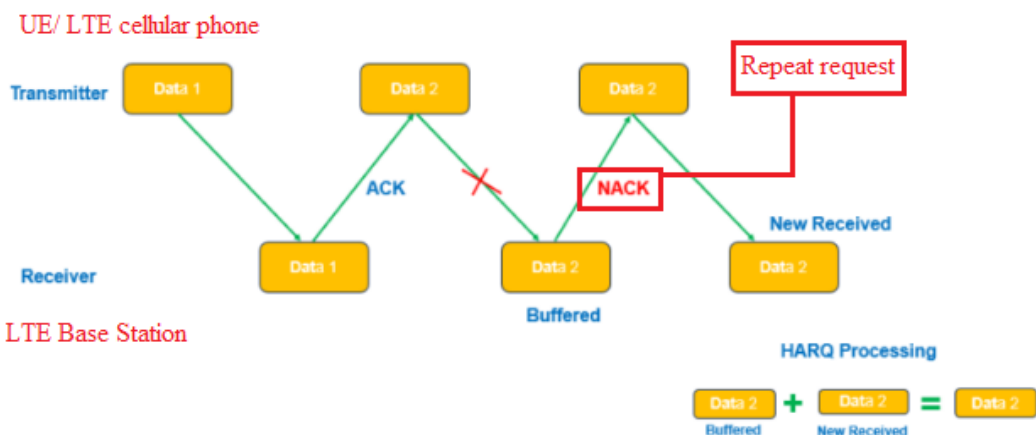 UE/ LTE cellular phone
Repeat request
Transmitter
Data 1
Data 2
Data 2
ACK
NACK
New Received
Receiver
Data 1
Data 2
Data 2
Buffered
LTE Base Station
HARQ Processing
Data 2 + Data 2 = Data 2
Buffered
New Received